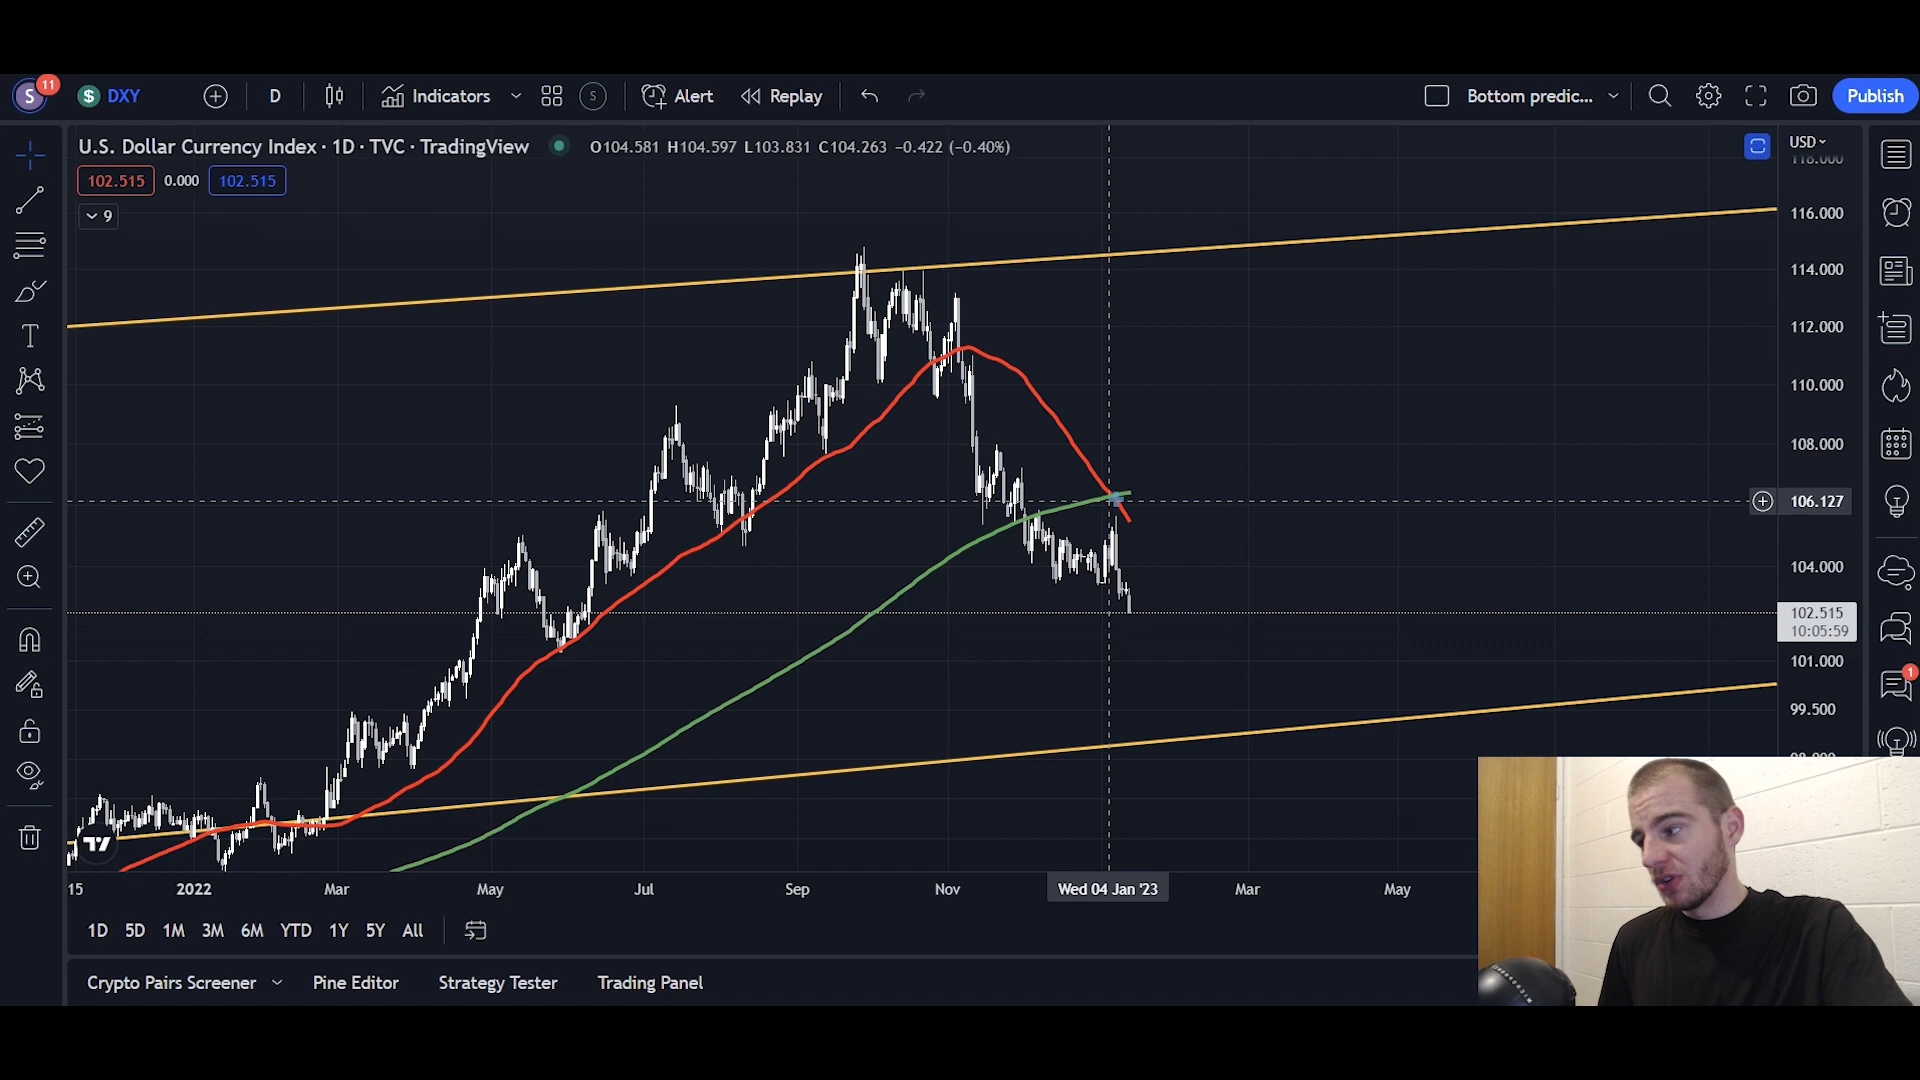 S 11 $ DXY D Indicators S Alert Replay Bottom predic... Publish
U.S. Dollar Currency Index · 1D · TVC · TradingView O104.581 H104.597 L103.831 C104.263 −0.422 (−0.40%) USD
118.000
102.515 0.000 102.515
9
116.000
114.000
112.000
110.000
108.000
106.127
104.000
102.515
10:05:59
101.000
1
99.500
15 2022 Mar May Jul Sep Nov Wed 04 Jan '23 Mar May
1D 5D 1M 3M 6M YTD 1Y 5Y All
Crypto Pairs Screener Pine Editor Strategy Tester Trading Panel